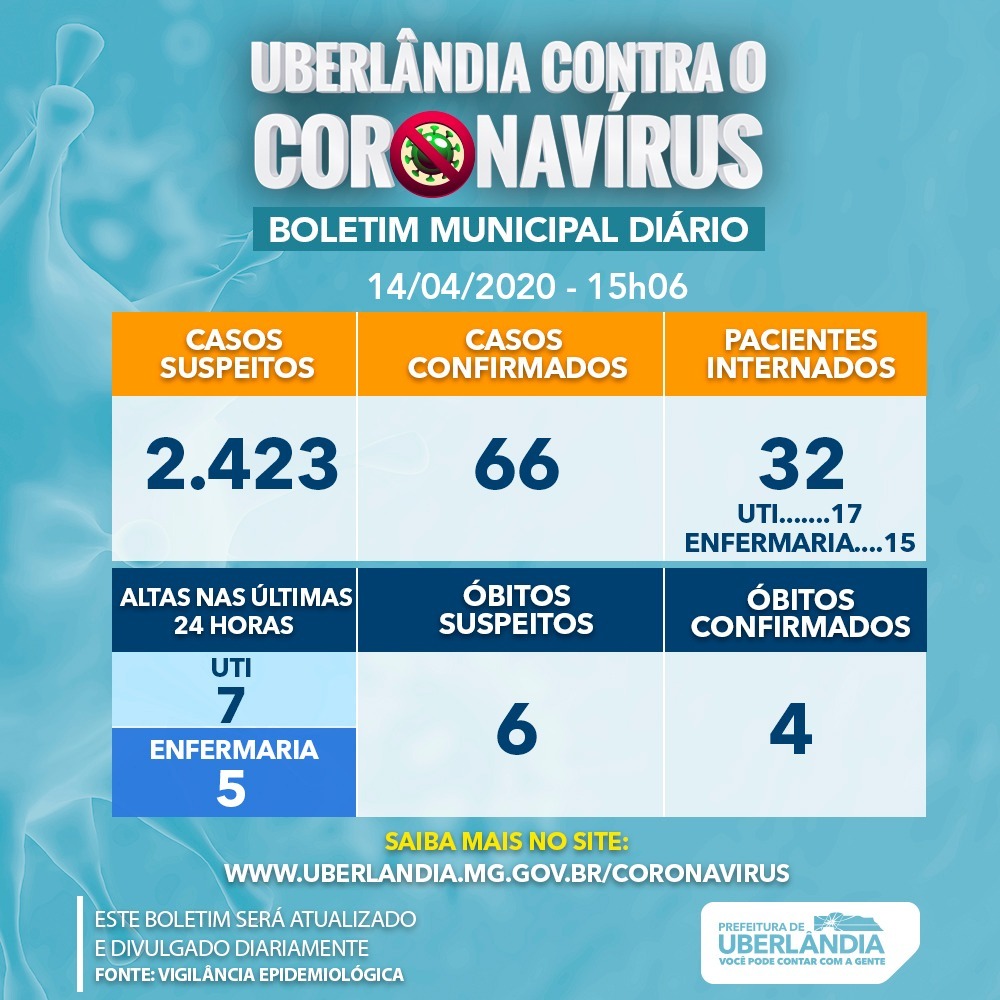 UBERLÂNDIA CONTRA O
CORONAVÍRUS
BOLETIM MUNICIPAL DIÁRIO
14/04/2020 - 15h06
CASOS
SUSPEITOS
2.423
CASOS
CONFIRMADOS
66
PACIENTES
INTERNADOS
32
UTI.......17
ENFERMARIA....15
ALTAS NAS ÚLTIMAS
24 HORAS
UTI
7
ENFERMARIA
5
ÓBITOS
SUSPEITOS
6
ÓBITOS
CONFIRMADOS
4
SAIBA MAIS NO SITE:
WWW.UBERLANDIA.MG.GOV.BR/CORONAVIRUS
ESTE BOLETIM SERÁ ATUALIZADO
E DIVULGADO DIARIAMENTE
FONTE: VIGILÂNCIA EPIDEMIOLÓGICA
PREFEITURA DE
UBERLÂNDIA
VOCÊ PODE CONTAR COM A GENTE